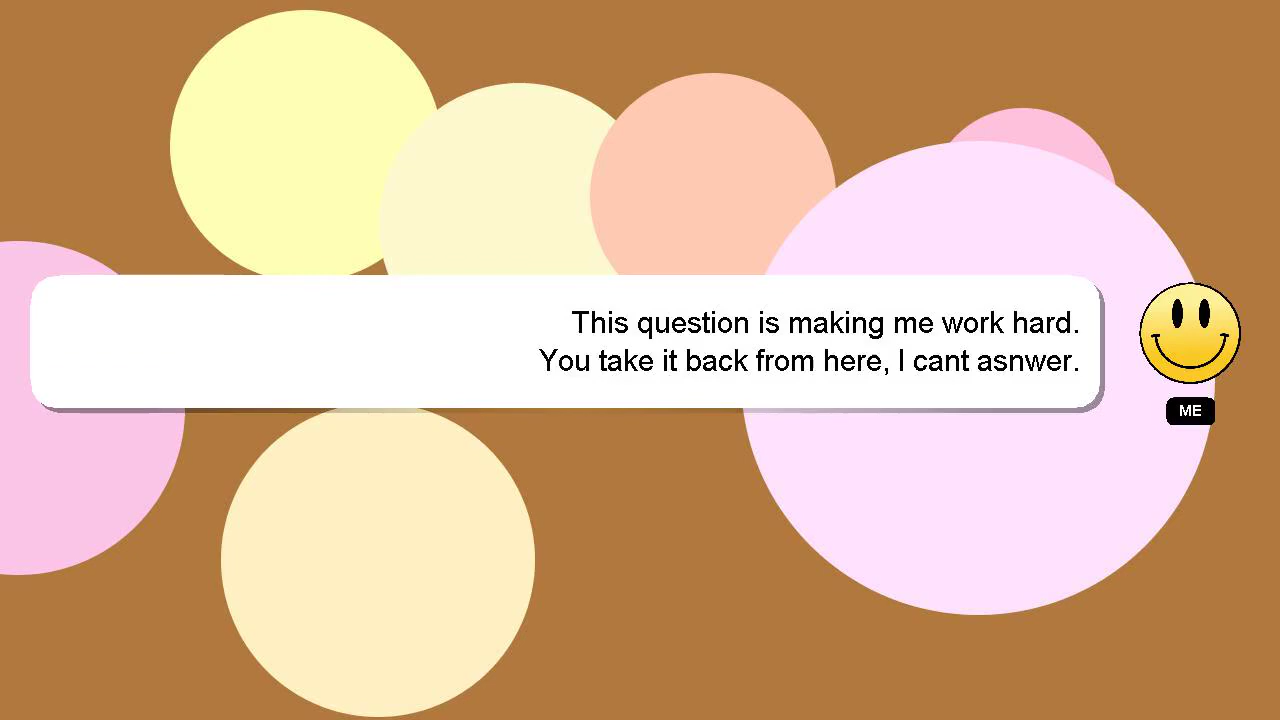 This question is making me work hard.
You take it back from here, I cant asnwer.
ME